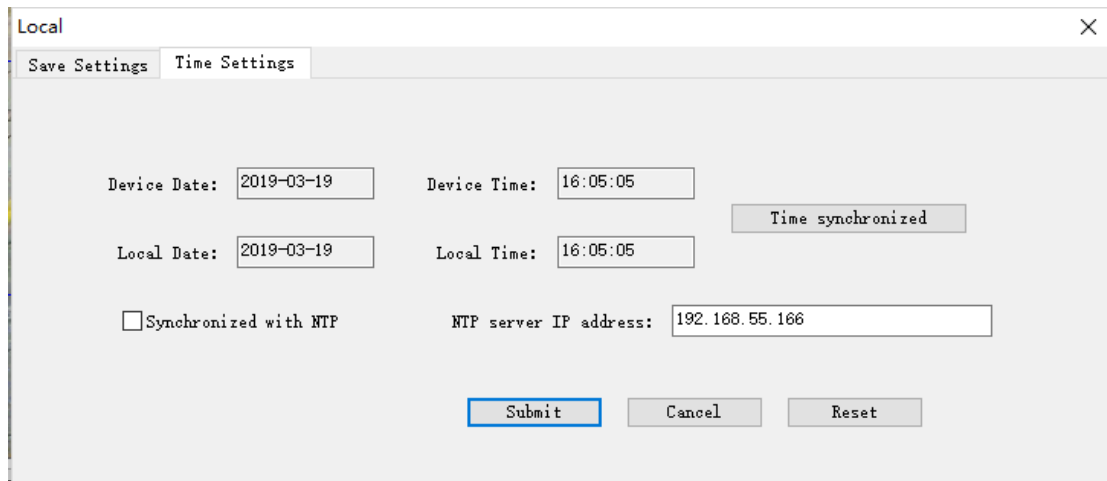 Local
Save Settings Time Settings
Device Date: 2019-03-19 Device Time: 16:05:05
Time synchronized
Local Date: 2019-03-19 Local Time: 16:05:05
Synchronized with NTP NTP server IP address: 192.168.55.166
Submit Cancel Reset